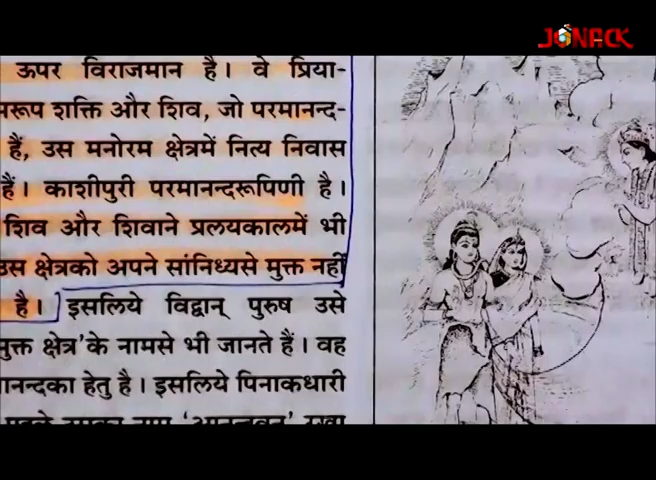 JONACK
ऊपर विराजमान है। वे प्रिया-
रूप शक्ति और शिव, जो परमानन्द-
हैं, उस मनोरम क्षेत्रमें नित्य निवास
हैं। काशीपुरी परमानन्दरूपिणी है।
शिव और शिवाने प्रलयकालमें भी
उस क्षेत्रको अपने सांनिध्यसे मुक्त नहीं
है। इसलिये विद्वान् पुरुष उसे
मुक्त क्षेत्र'के नामसे भी जानते हैं। वह
नन्दका हेतु है। इसलिये पिनाकधारी